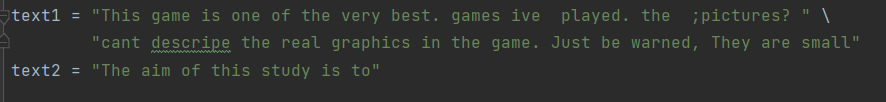 text1 = "This game is one of the very best. games ive  played. the  ;pictures? " \
"cant descripe the real graphics in the game. Just be warned, They are small"
text2 = "The aim of this study is to"